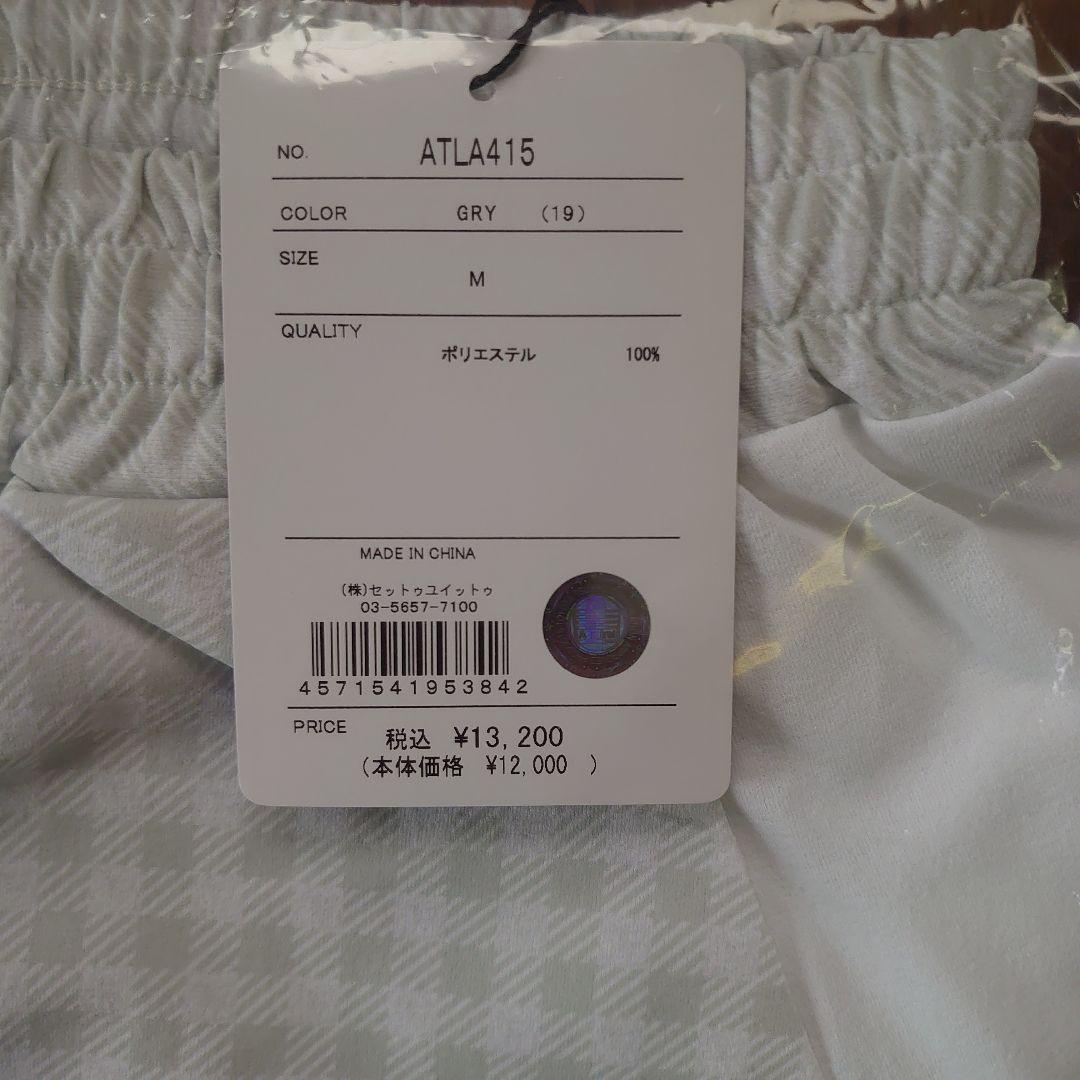 NO. ATLA415
COLOR GRY (19)
SIZE
M
QUALITY
ポリエステル 100%
MADE IN CHINA
(株)セットゥユイットゥ
03-5657-7100
4571541953842
PRICE 税込 ¥13,200
(本体価格 ¥12,000 )